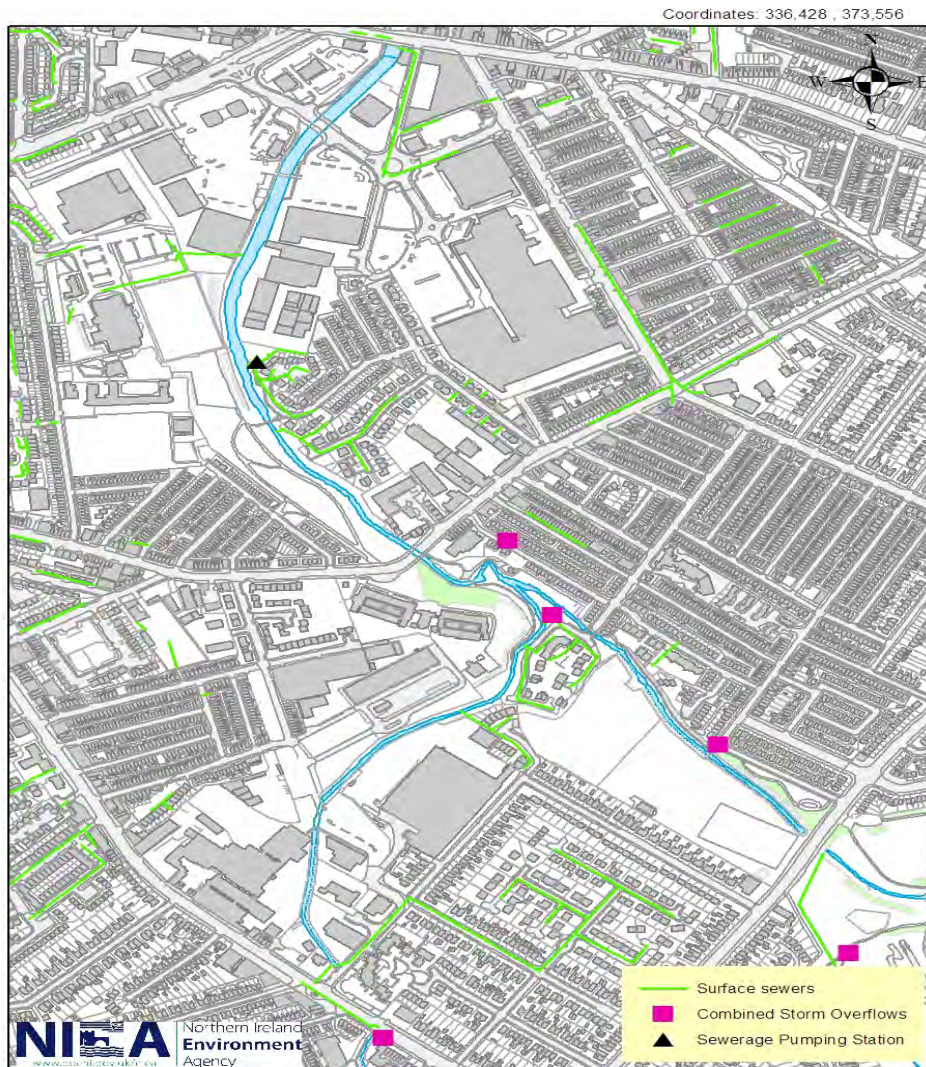 Coordinates: 336,428 , 373,556
N
W E
S
Surface sewers
Combined Storm Overflows
Sewerage Pumping Station
NIEA
Northern Ireland
Environment
Agency